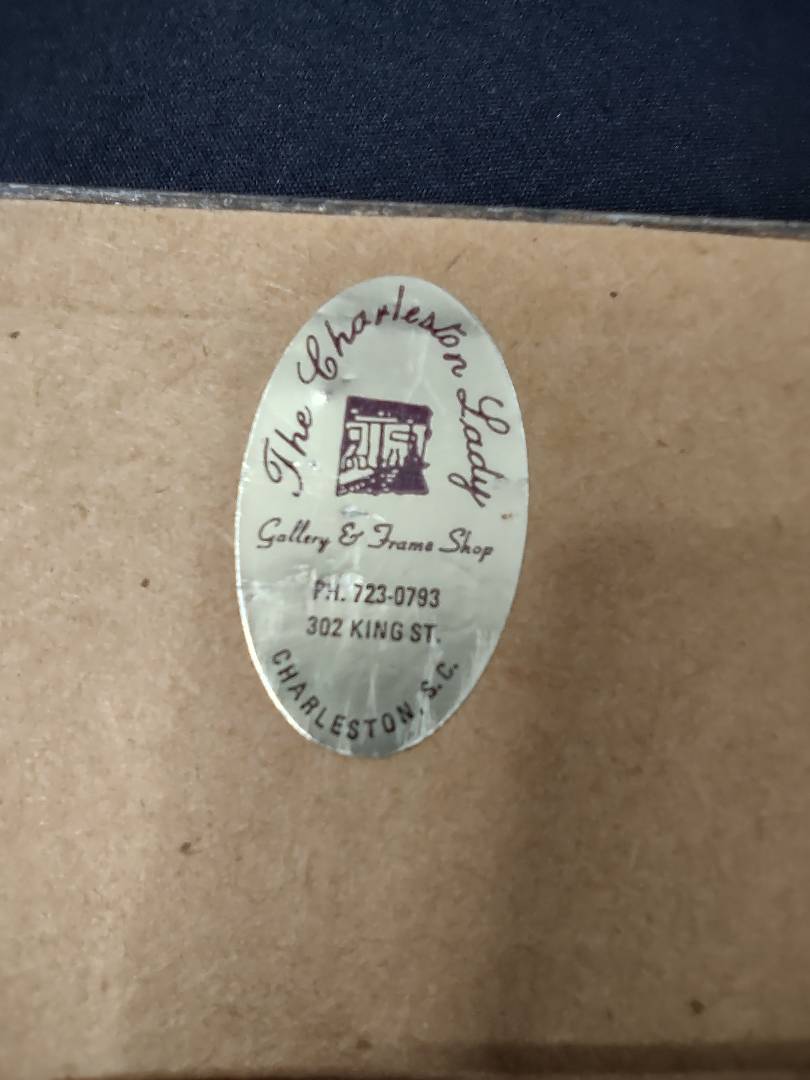 The Charleston Lady
Gallery & Frame Shop
PH. 723-0793
302 KING ST.
CHARLESTON, S.C.